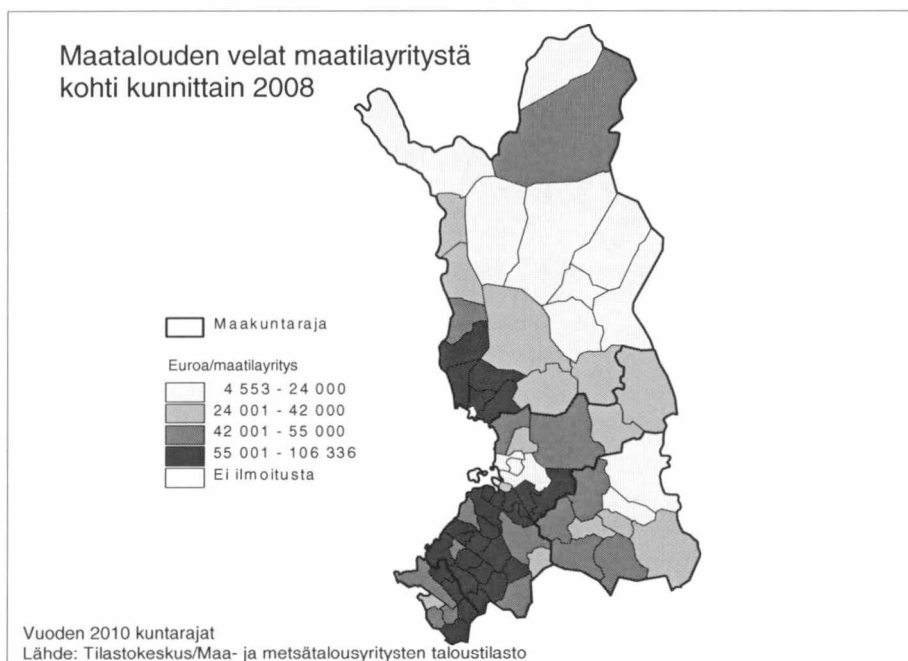 Maatalouden velat maatilayritystä
kohti kunnittain 2008
Maakuntaraja
Euroa/maatilayritys
4 553 - 24 000
24 001 - 42 000
42 001 - 55 000
55 001 - 106 336
Ei ilmoitusta
Vuoden 2010 kuntarajat
Lähde: Tilastokeskus/Maa- ja metsätalousyritysten taloustilasto